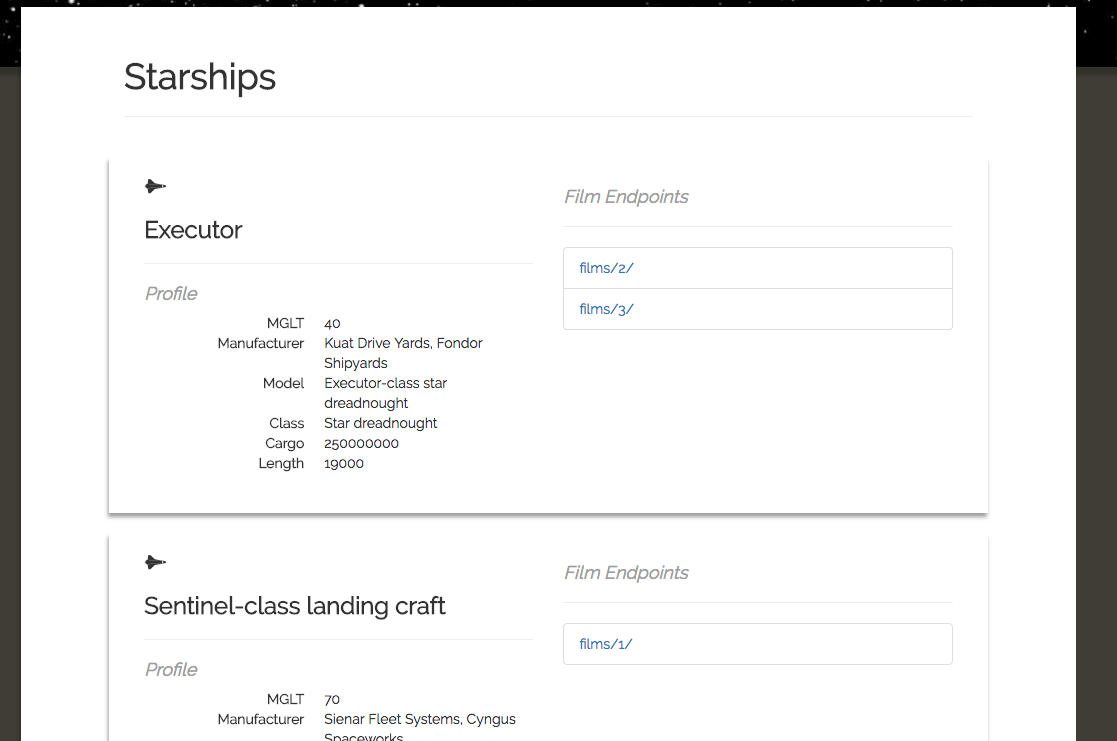 Starships
Executor
Profile
MGLT 40
Manufacturer Kuat Drive Yards, Fondor
Shipyards
Model Executor-class star
dreadnought
Class Star dreadnought
Cargo 250000000
Length 19000
Film Endpoints
films/2/
films/3/
Sentinel-class landing craft
Profile
MGLT 70
Manufacturer Sienar Fleet Systems, Cyngus
Spaceworks
Film Endpoints
films/1/